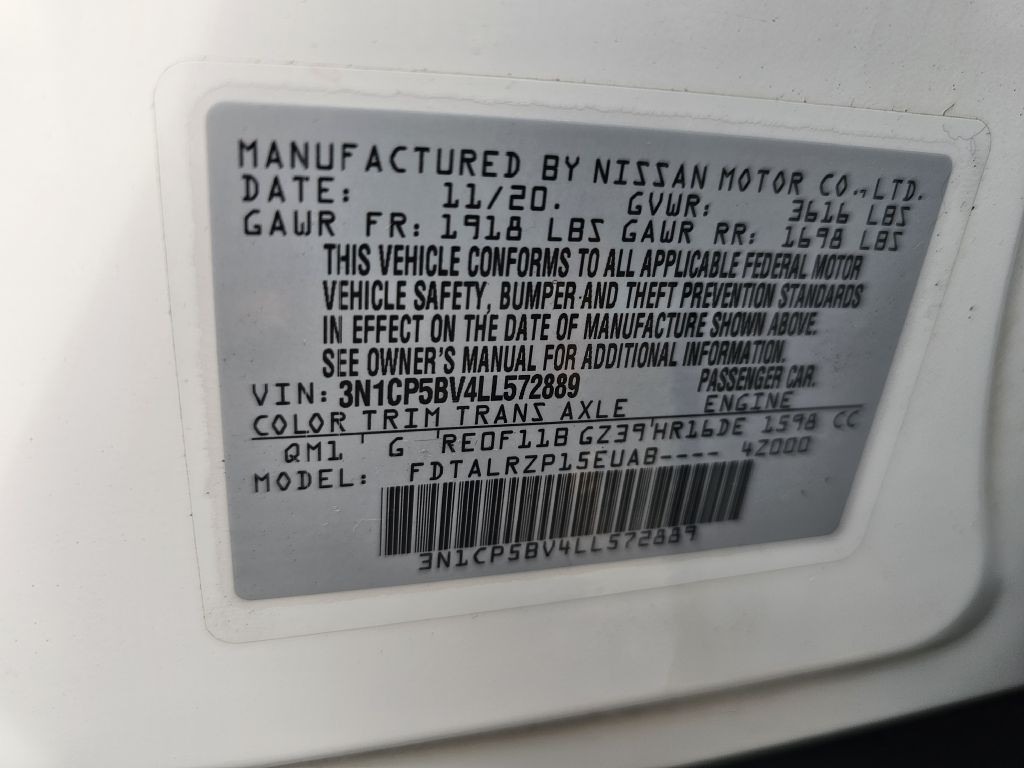 MANUFACTURED BY NISSAN MOTOR CO., LTD.
DATE: 11/20. GVWR: 3616 LBS
GAWR FR: 1918 LBS GAWR RR: 1698 LBS
THIS VEHICLE CONFORMS TO ALL APPLICABLE FEDERAL MOTOR
VEHICLE SAFETY, BUMPER AND THEFT PREVENTION STANDARDS
IN EFFECT ON THE DATE OF MANUFACTURE SHOWN ABOVE.
SEE OWNER'S MANUAL FOR ADDITIONAL INFORMATION.
VIN: 3N1CP5BV4LL572889 PASSENGER CAR.
COLOR TRIM TRANS AXLE ENGINE
QM1 G RE0F11B GZ39 HR16DE 1598 CC
MODEL: FDTALRZP15EUAB---- 42000
3N1CP5BV4LL572889